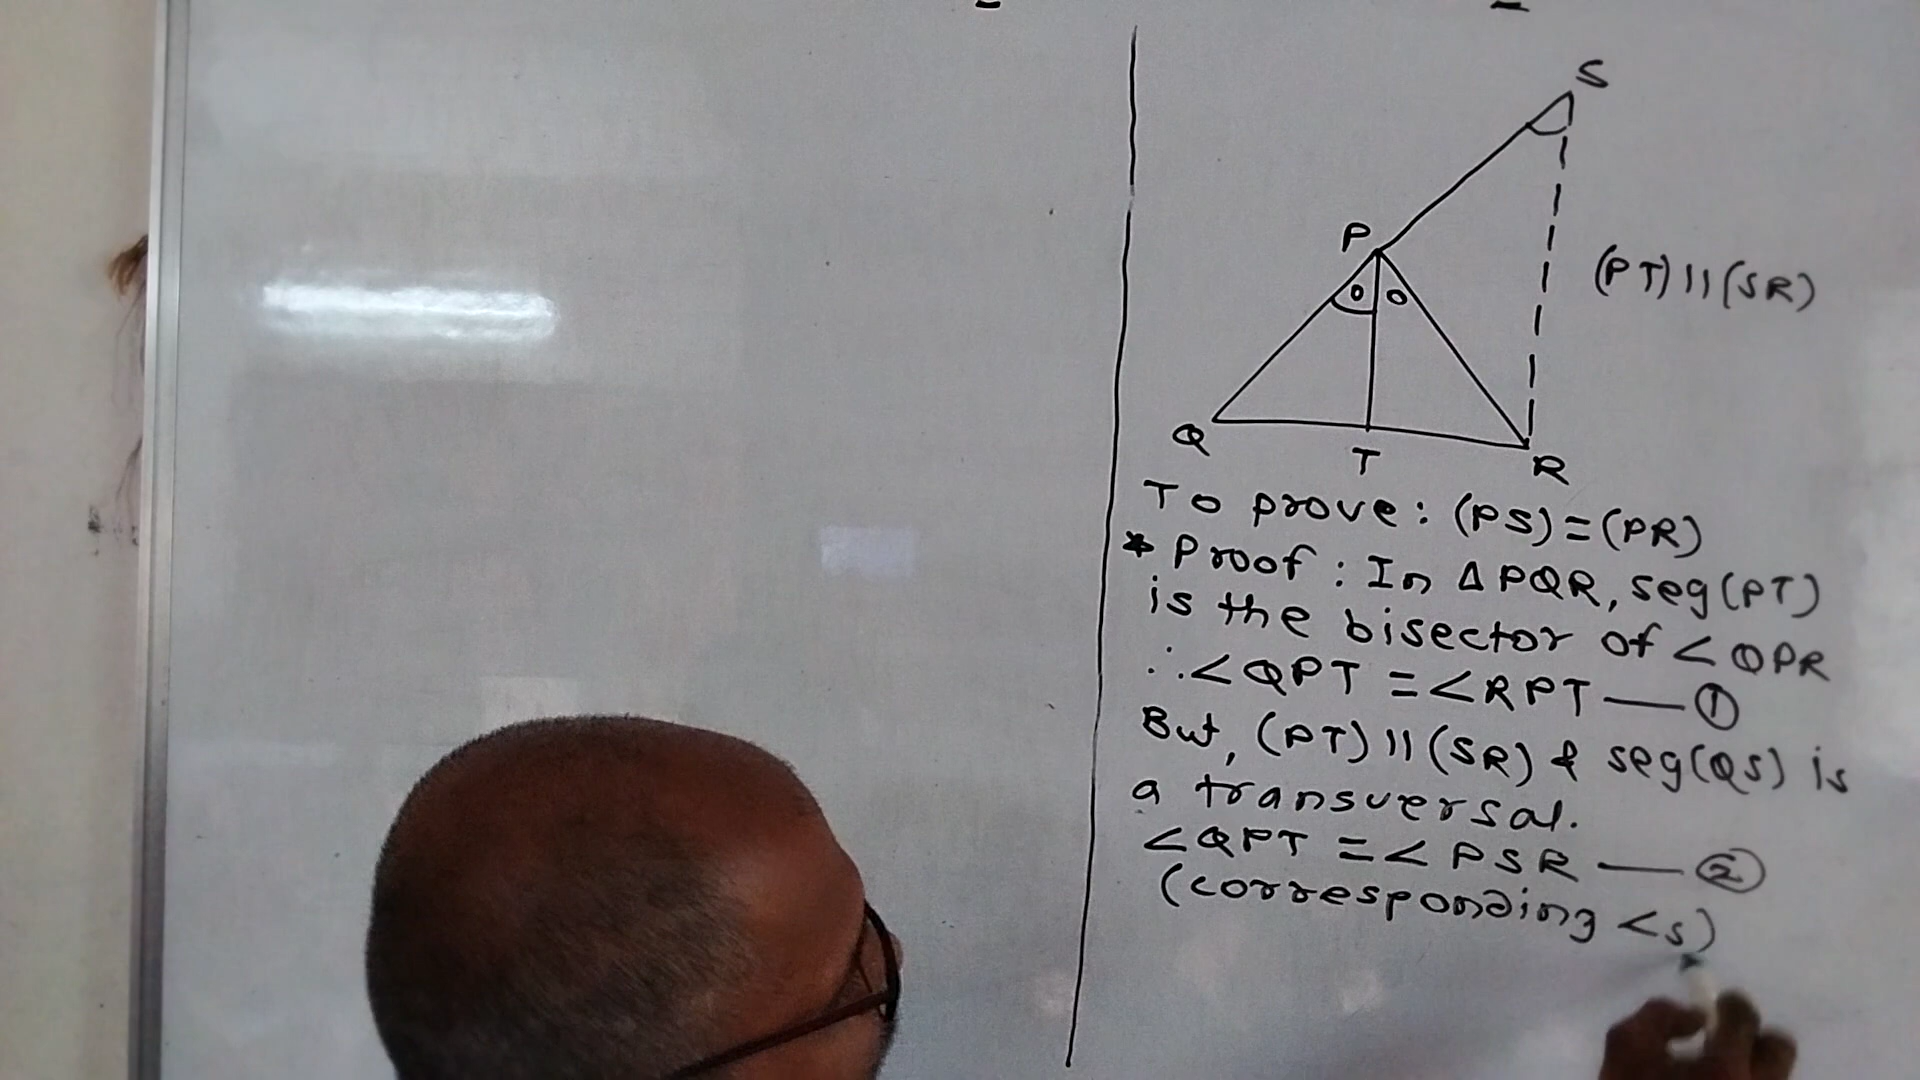 S
P
(PT) || (SR)
o o
Q
T
R
To prove: (PS) = (PR)
* Proof: In Δ PQR, seg (PT)
is the bisector of < QPR
∴ < QPT = < RPT — ①
But, (PT) || (SR) & seg (QS) is
a transversal.
< QPT = < PSR — ②
(corresponding <s)